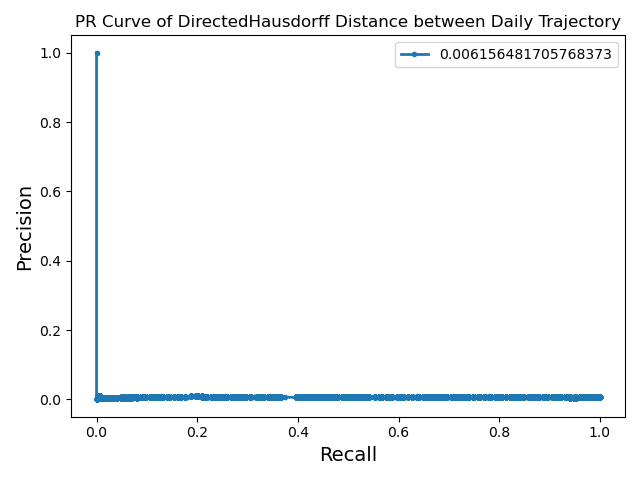 PR Curve of DirectedHausdorff Distance between Daily Trajectory
0.006156481705768373
1.0
0.8
0.6
0.4
0.2
0.0
Precision
0.0 0.2 0.4 0.6 0.8 1.0
Recall